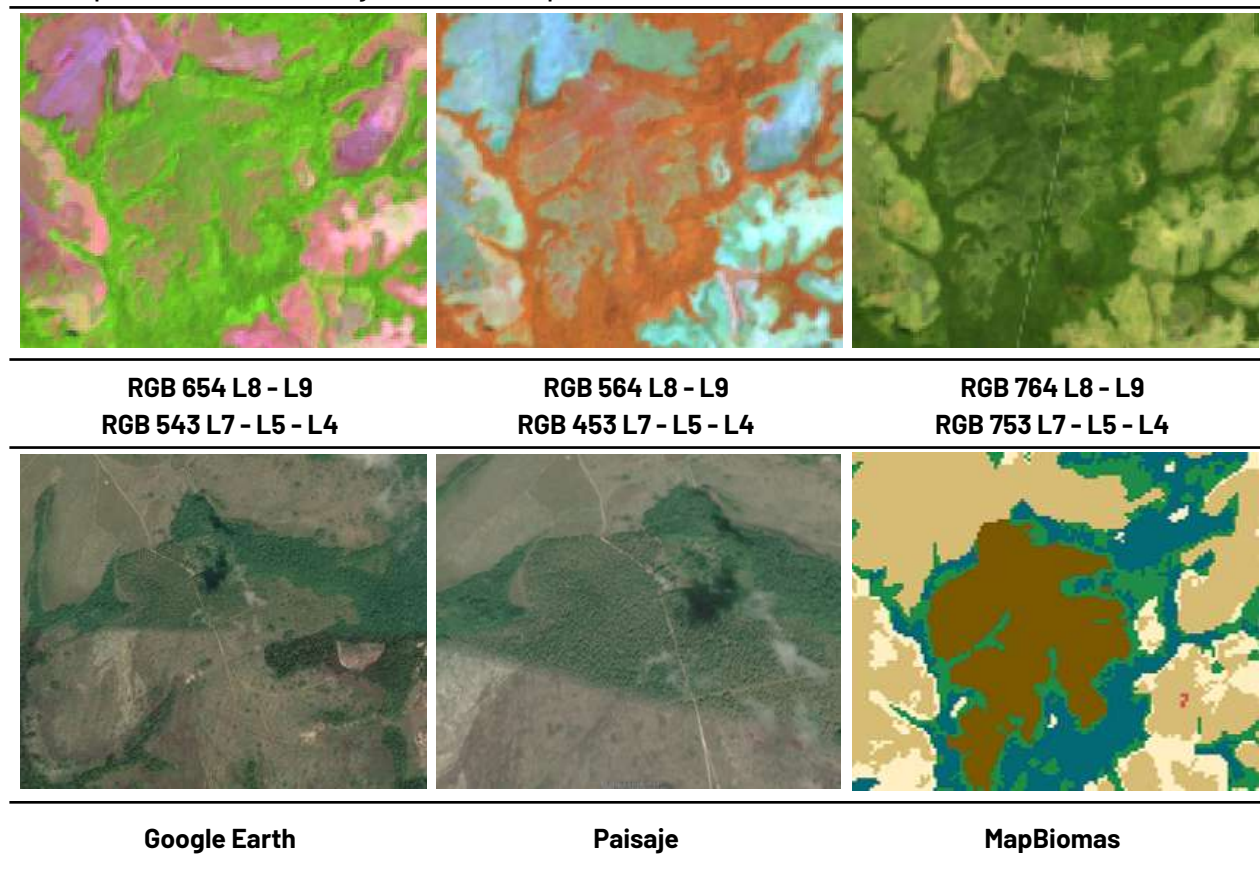 RGB 654 L8 - L9
RGB 564 L8 - L9
RGB 764 L8 - L9
RGB 543 L7 - L5 - L4
RGB 453 L7 - L5 - L4
RGB 753 L7 - L5 - L4
Google Earth
Paisaje
MapBiomas